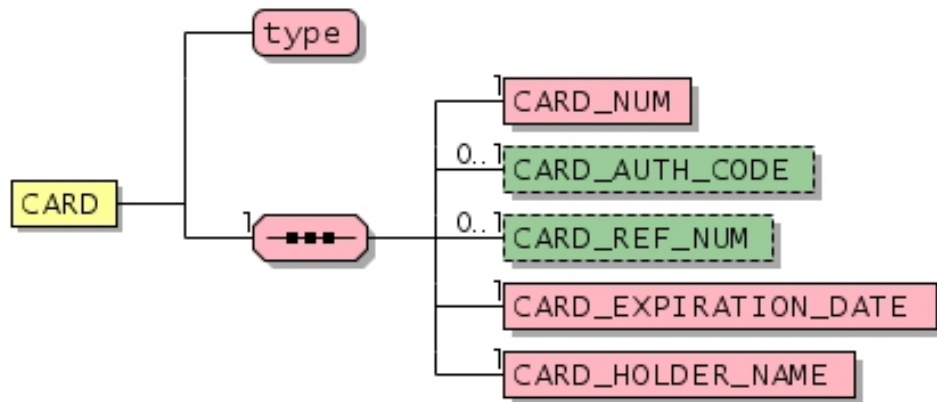 type
1
CARD_NUM
0..1
CARD_AUTH_CODE
CARD
1
0..1
CARD_REF_NUM
1
CARD_EXPIRATION_DATE
1
CARD_HOLDER_NAME